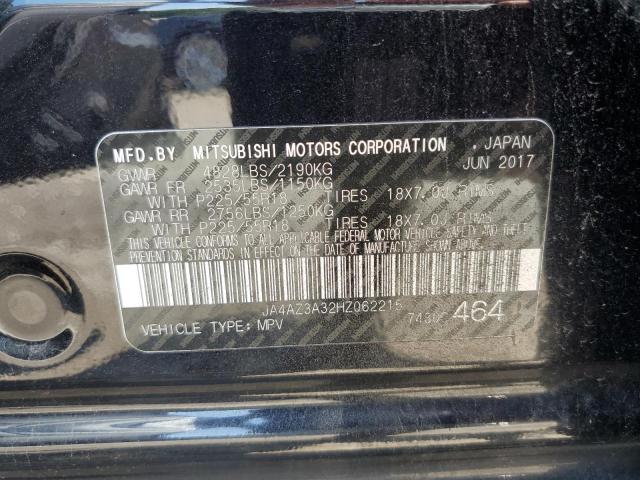 MFD.BY MITSUBISHI MOTORS CORPORATION , JAPAN
GVWR 4828LBS/2190KG JUN 2017
GAWR FR 2535LBS/1150KG
WITH P225/55R18 TIRES 18X7.0J RIMS
GAWR RR 2756LBS/1250KG
WITH P225/55R18 TIRES 18X7.0J RIMS
THIS VEHICLE CONFORMS TO ALL APPLICABLE FEDERAL MOTOR VEHICLE SAFETY AND THEFT
PREVENTION STANDARDS IN EFFECT ON THE DATE OF MANUFACTURE SHOWN ABOVE.
JA4AZ3A32HZ062215
VEHICLE TYPE: MPV 7430 464